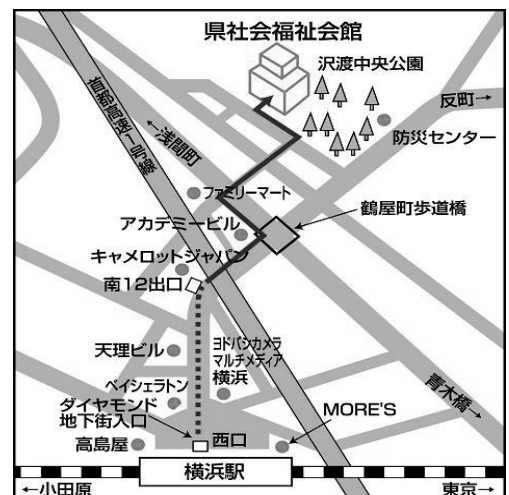 県社会福祉会館
沢渡中央公園
反町→
防災センター
首都高速1号線
←浅間町
ファミリーマート
鶴屋町歩道橋
アカデミービル
キャメロットジャパン
南12出口
天理ビル
ヨドバシカメラ
マルチメディア
横浜
ベイシェラトン
ダイヤモンド
地下街入口
高島屋
西口
MORE'S
青木橋→
横浜駅
←小田原
東京→